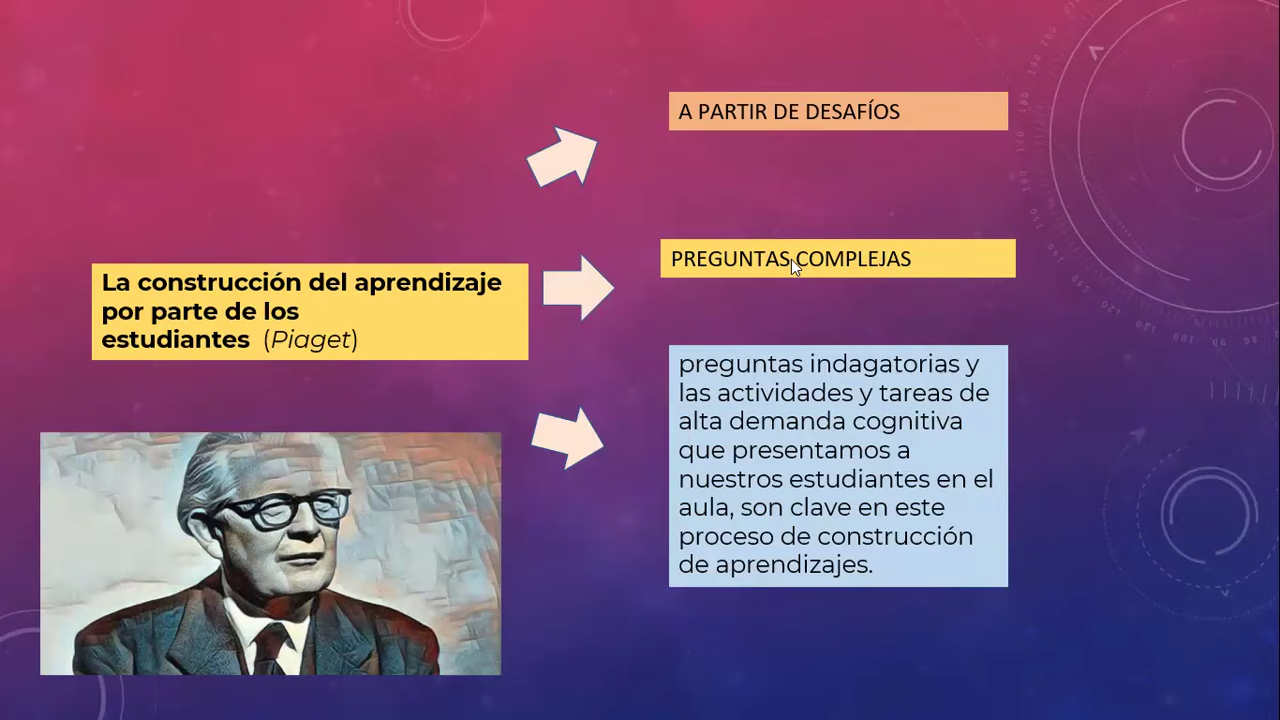 A PARTIR DE DESAFÍOS
PREGUNTAS COMPLEJAS
La construcción del aprendizaje
por parte de los
estudiantes (Piaget)
preguntas indagatorias y
las actividades y tareas de
alta demanda cognitiva
que presentamos a
nuestros estudiantes en el
aula, son clave en este
proceso de construcción
de aprendizajes.